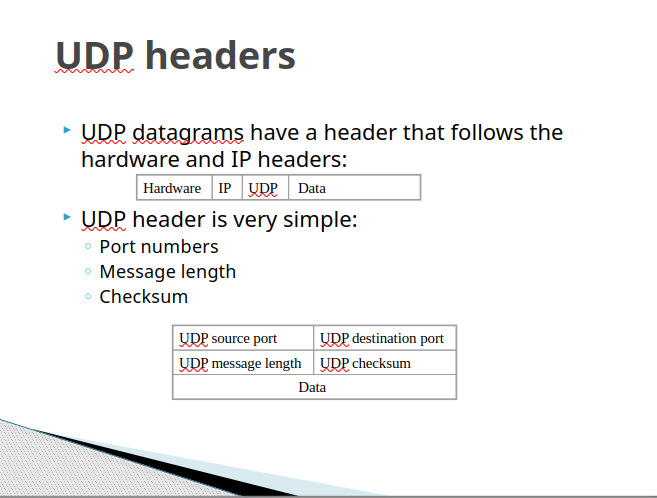 UDP headers
UDP datagrams have a header that follows the
hardware and IP headers:
Hardware IP UDP Data
UDP header is very simple:
Port numbers
Message length
Checksum
UDP source port UDP destination port
UDP message length UDP checksum
Data